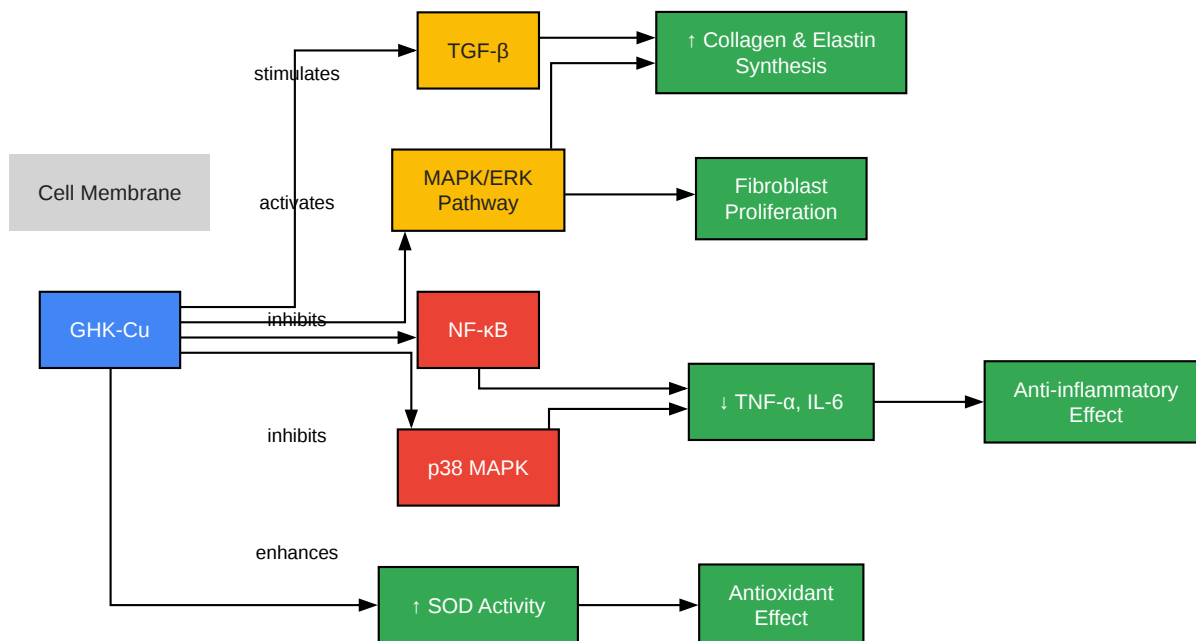 TGF-β
↑ Collagen & Elastin
Synthesis
stimulates
Cell Membrane
activates
MAPK/ERK
Pathway
Fibroblast
Proliferation
GHK-Cu
inhibits
NF-κB
↓ TNF-α, IL-6
Anti-inflammatory
Effect
inhibits
p38 MAPK
enhances
↑ SOD Activity
Antioxidant
Effect